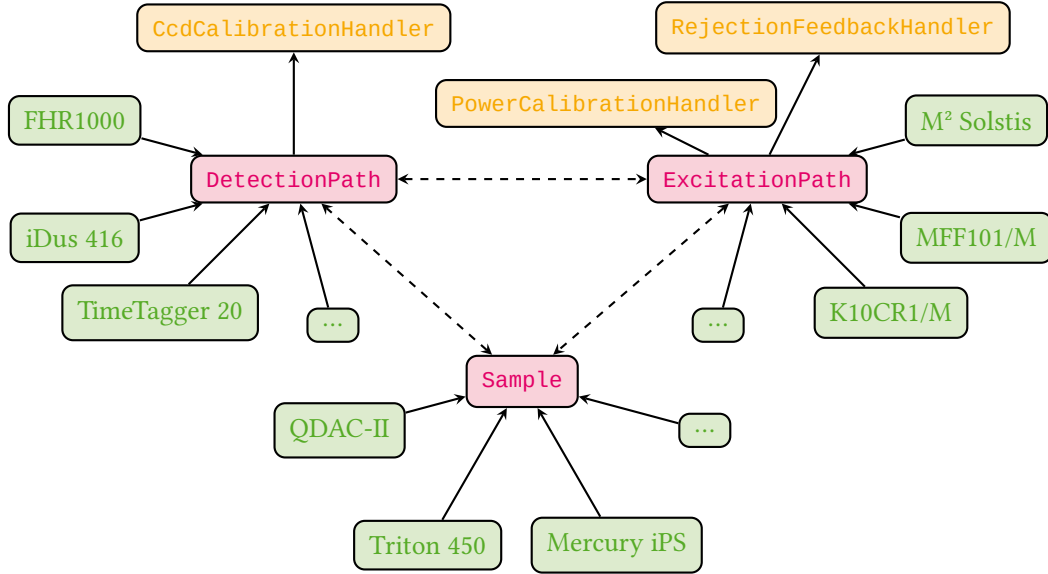 CcdCalibrationHandler
RejectionFeedbackHandler
PowerCalibrationHandler
FHR1000
M² Solstis
DetectionPath
ExcitationPath
iDus 416
MFF101/M
TimeTagger 20
...
...
K10CR1/M
Sample
QDAC-II
...
Triton 450
Mercury iPS